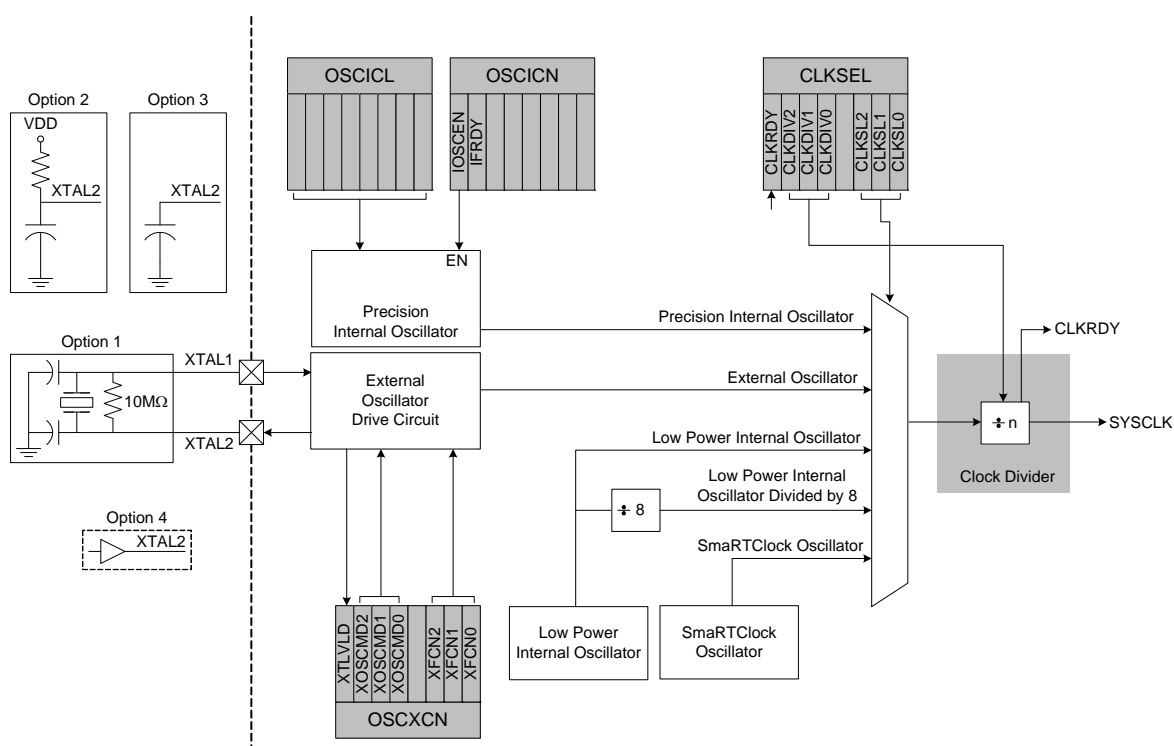 OSCICL
OSCICN
CLKSEL
IOSCEN
IFRDY
CLKRDY
CLKDIV2
CLKDIV1
CLKDIV0
CLKSL2
CLKSL1
CLKSL0
Option 2
VDD
XTAL2
Option 3
XTAL2
EN
Precision
Internal Oscillator
Precision Internal Oscillator
Option 1
XTAL1
10MΩ
XTAL2
External
Oscillator
Drive Circuit
External Oscillator
CLKRDY
÷ n
SYSCLK
Clock Divider
Low Power Internal Oscillator
Low Power Internal
Oscillator Divided by 8
÷ 8
SmaRTClock Oscillator
Option 4
XTAL2
Low Power
Internal Oscillator
SmaRTClock
Oscillator
XTLVLD
XOSCMD2
XOSCMD1
XOSCMD0
XFCN2
XFCN1
XFCN0
OSCXCN